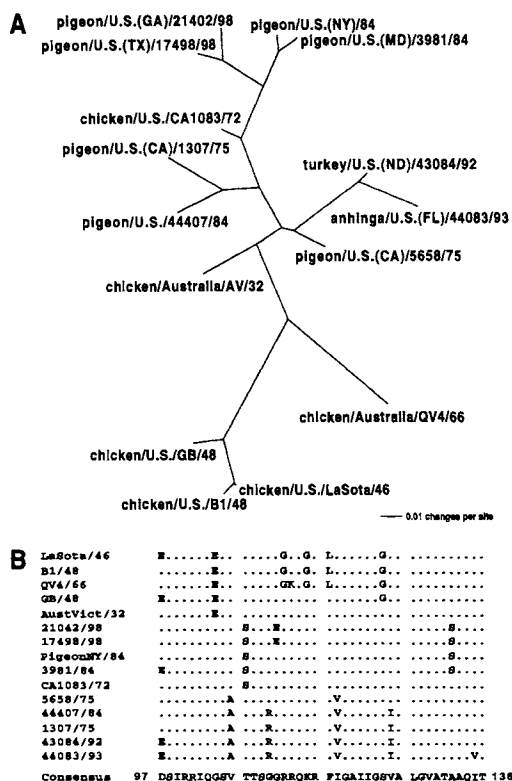 A
pigeon/U.S.(GA)/21402/98
pigeon/U.S.(NY)/84
pigeon/U.S.(TX)/17498/98
pigeon/U.S.(MD)/3981/84
chicken/U.S./CA1083/72
pigeon/U.S.(CA)/1307/75
turkey/U.S.(ND)/43084/92
pigeon/U.S./44407/84
anhinga/U.S.(FL)/44083/93
pigeon/U.S.(CA)/5658/75
chicken/Australia/AV/32
chicken/Australia/QV4/66
chicken/U.S./GB/48
chicken/U.S./LaSota/46
chicken/U.S./B1/48
0.01 changes per site
B
LaSota/46 E......E.. .....G..G. .L....G.. ..........
B1/48 .......E.. .....G..G. .L....G.. ..........
QV4/66 .......E.. .....GK.G. .L....G.. ..........
GB/48 E......E.. .......... ......G.. ..........
AustVict/32 .......E.. .......... ......... ..........
21042/98 .......... S...E..... ......... .....S....
17498/98 .......... S...E..... ......... .....S....
PigeonNY/84 .......... S......... ......... .....S....
3981/84 E......... S......... ......... .....S....
CA1083/72 .......... S......... ......... ..........
5658/75 .........A .......... ..V...... ..........
44407/84 .........A ...R...... ..V....I. ..........
1307/75 .........A ...R...... ..V....I. ..........
43084/92 E........A ...R...... ..V....I. ..........
44083/93 E........A ...R...... ..V....I. ........V.
Consensus 97 DSIRRIQGSV TTSGGRRQKR FIGAIIGSVA LGVATAAQIT 136